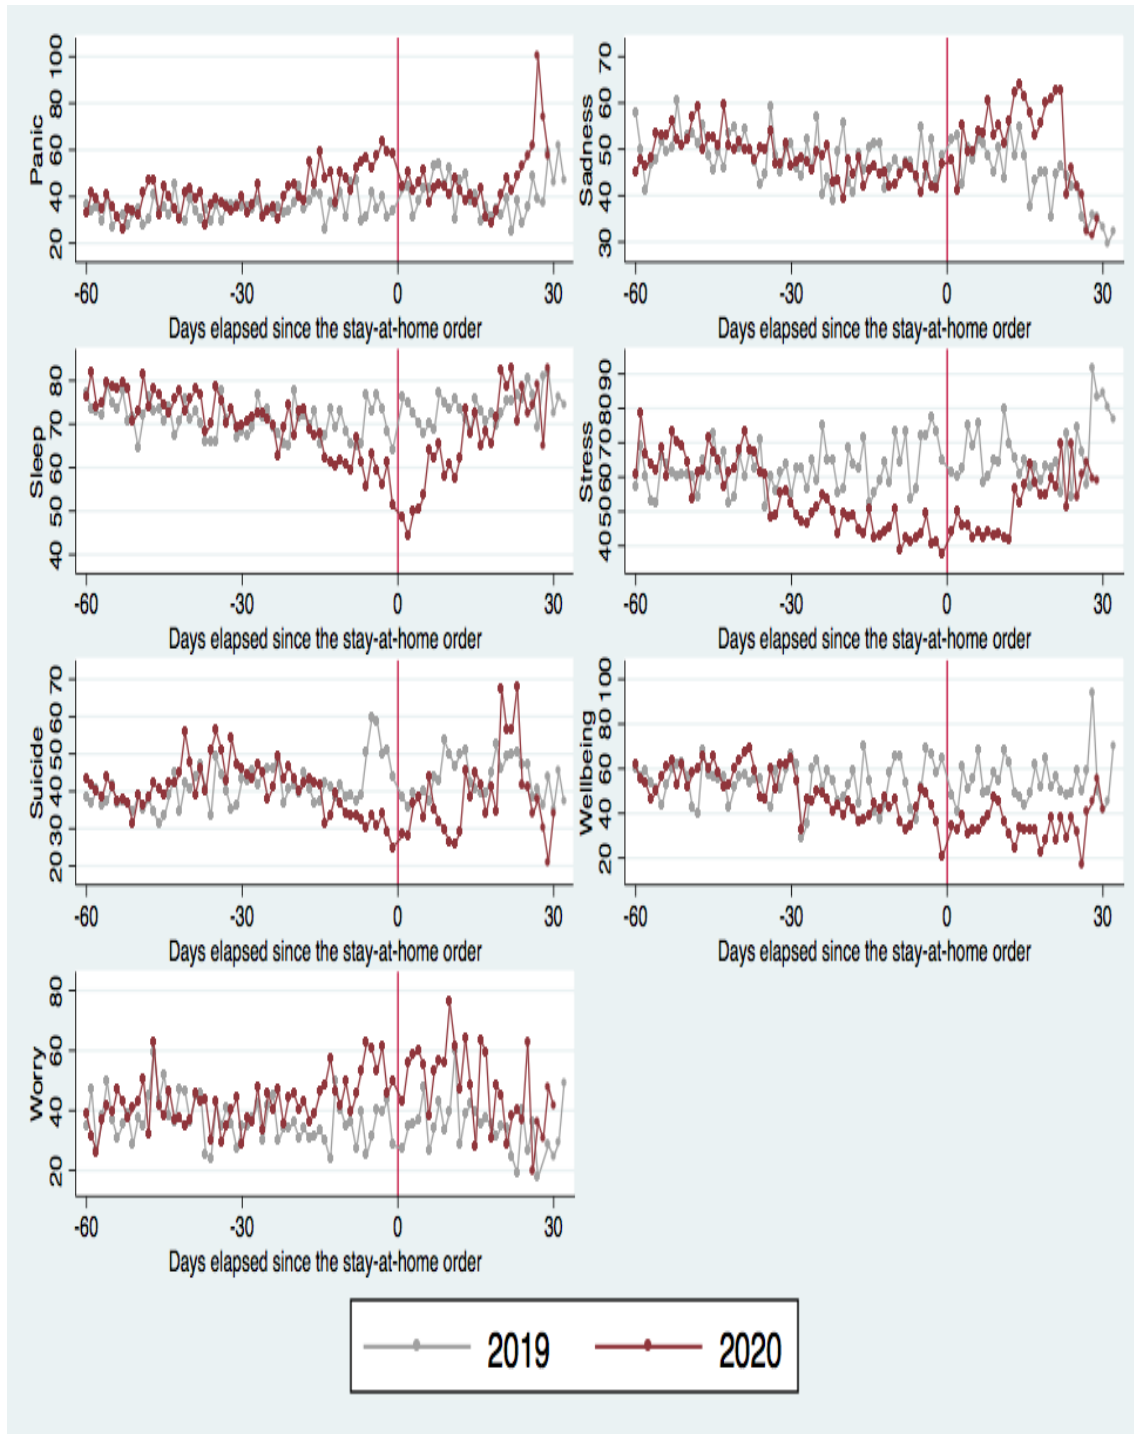 Panic
20 40 60 80 100
-60 -30 0 30
Days elapsed since the stay-at-home order
Sadness
30 40 50 60 70
-60 -30 0 30
Days elapsed since the stay-at-home order
Sleep
40 50 60 70 80
-60 -30 0 30
Days elapsed since the stay-at-home order
Stress
40 50 60 70 80 90
-60 -30 0 30
Days elapsed since the stay-at-home order
Suicide
20 30 40 50 60 70
-60 -30 0 30
Days elapsed since the stay-at-home order
Wellbeing
20 40 60 80 100
-60 -30 0 30
Days elapsed since the stay-at-home order
Worry
20 40 60 80
-60 -30 0 30
Days elapsed since the stay-at-home order
2019 2020